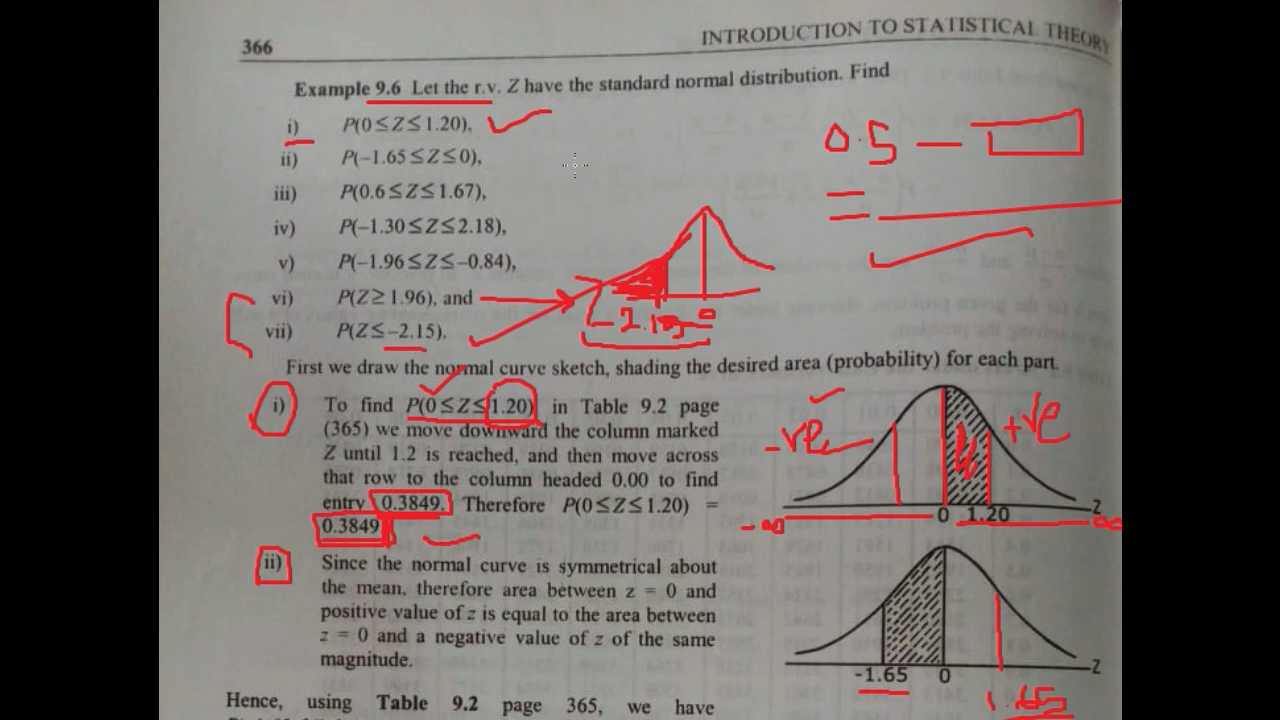 366
INTRODUCTION TO STATISTICAL THEORY
Example 9.6 Let the r.v. Z have the standard normal distribution. Find
i) P(0≤Z≤1.20),
ii) P(-1.65≤Z≤0),
iii) P(0.6≤Z≤1.67),
iv) P(-1.30≤Z≤2.18),
v) P(-1.96≤Z≤-0.84),
vi) P(Z≥1.96), and
vii) P(Z≤-2.15).
0.5 -
=
-2.15 0
First we draw the normal curve sketch, shading the desired area (probability) for each part.
i) To find P(0≤Z≤1.20) in Table 9.2 page
(365) we move downward the column marked
Z until 1.2 is reached, and then move across
that row to the column headed 0.00 to find
entry 0.3849. Therefore P(0≤Z≤1.20) =
0.3849
-ve +ve
0 1.20 Z
-∞ ∞
ii) Since the normal curve is symmetrical about
the mean, therefore area between z = 0 and
positive value of z is equal to the area between
z = 0 and a negative value of z of the same
magnitude.
-1.65 0 Z
1.65
Hence, using Table 9.2 page 365, we have